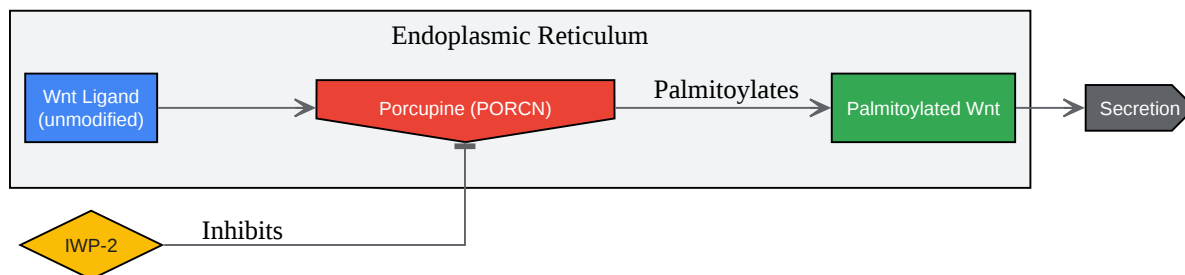 Endoplasmic Reticulum
Wnt Ligand
(unmodified)
Porcupine (PORCN)
Palmitoylates
Palmitoylated Wnt
Secretion
IWP-2
Inhibits